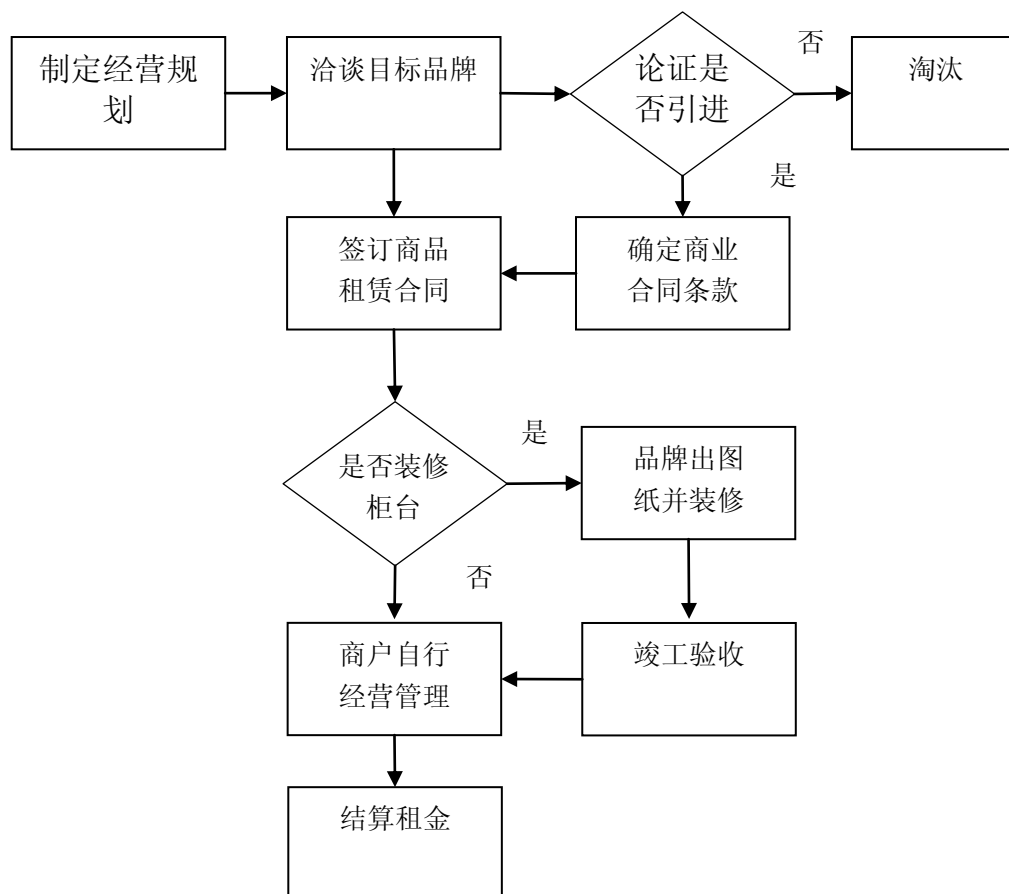 制定经营规
划
洽谈目标品牌
论证是
否引进
否
淘汰
是
签订商品
租赁合同
确定商业
合同条款
是否装修
柜台
是
品牌出图
纸并装修
否
商户自行
经营管理
竣工验收
结算租金